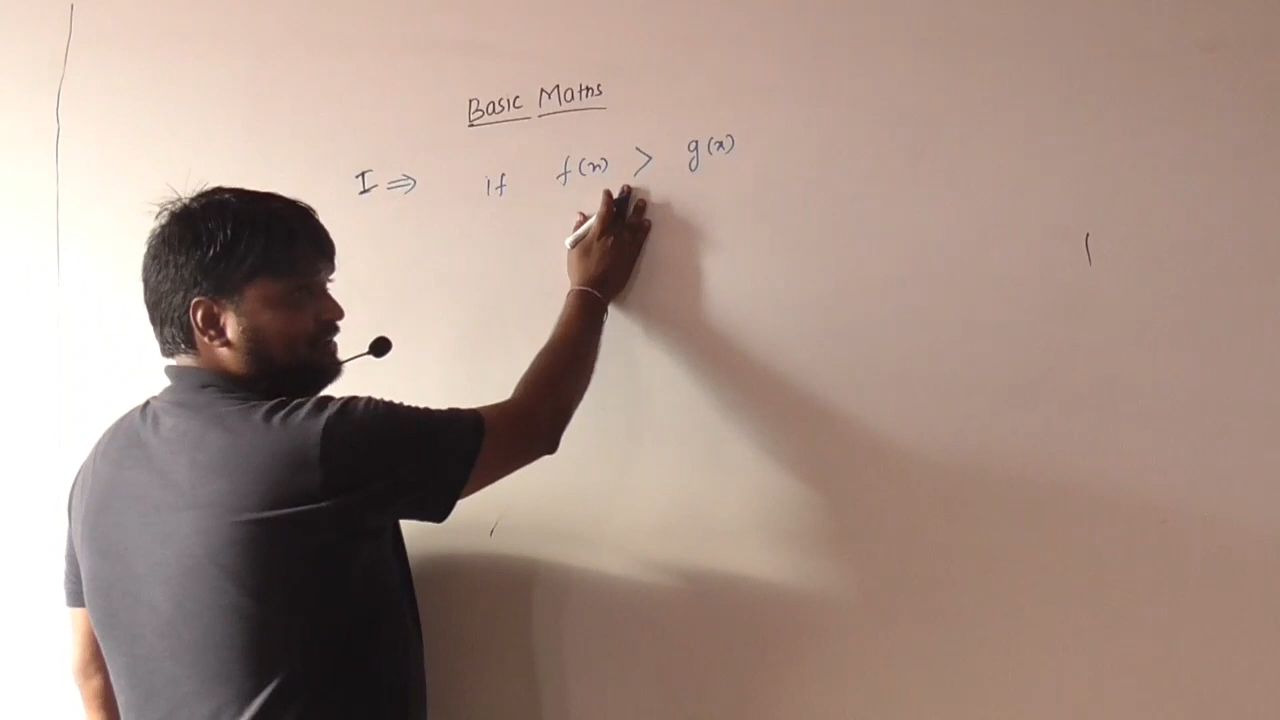 Basic Maths
I ⇒ if f(x) > g(x)